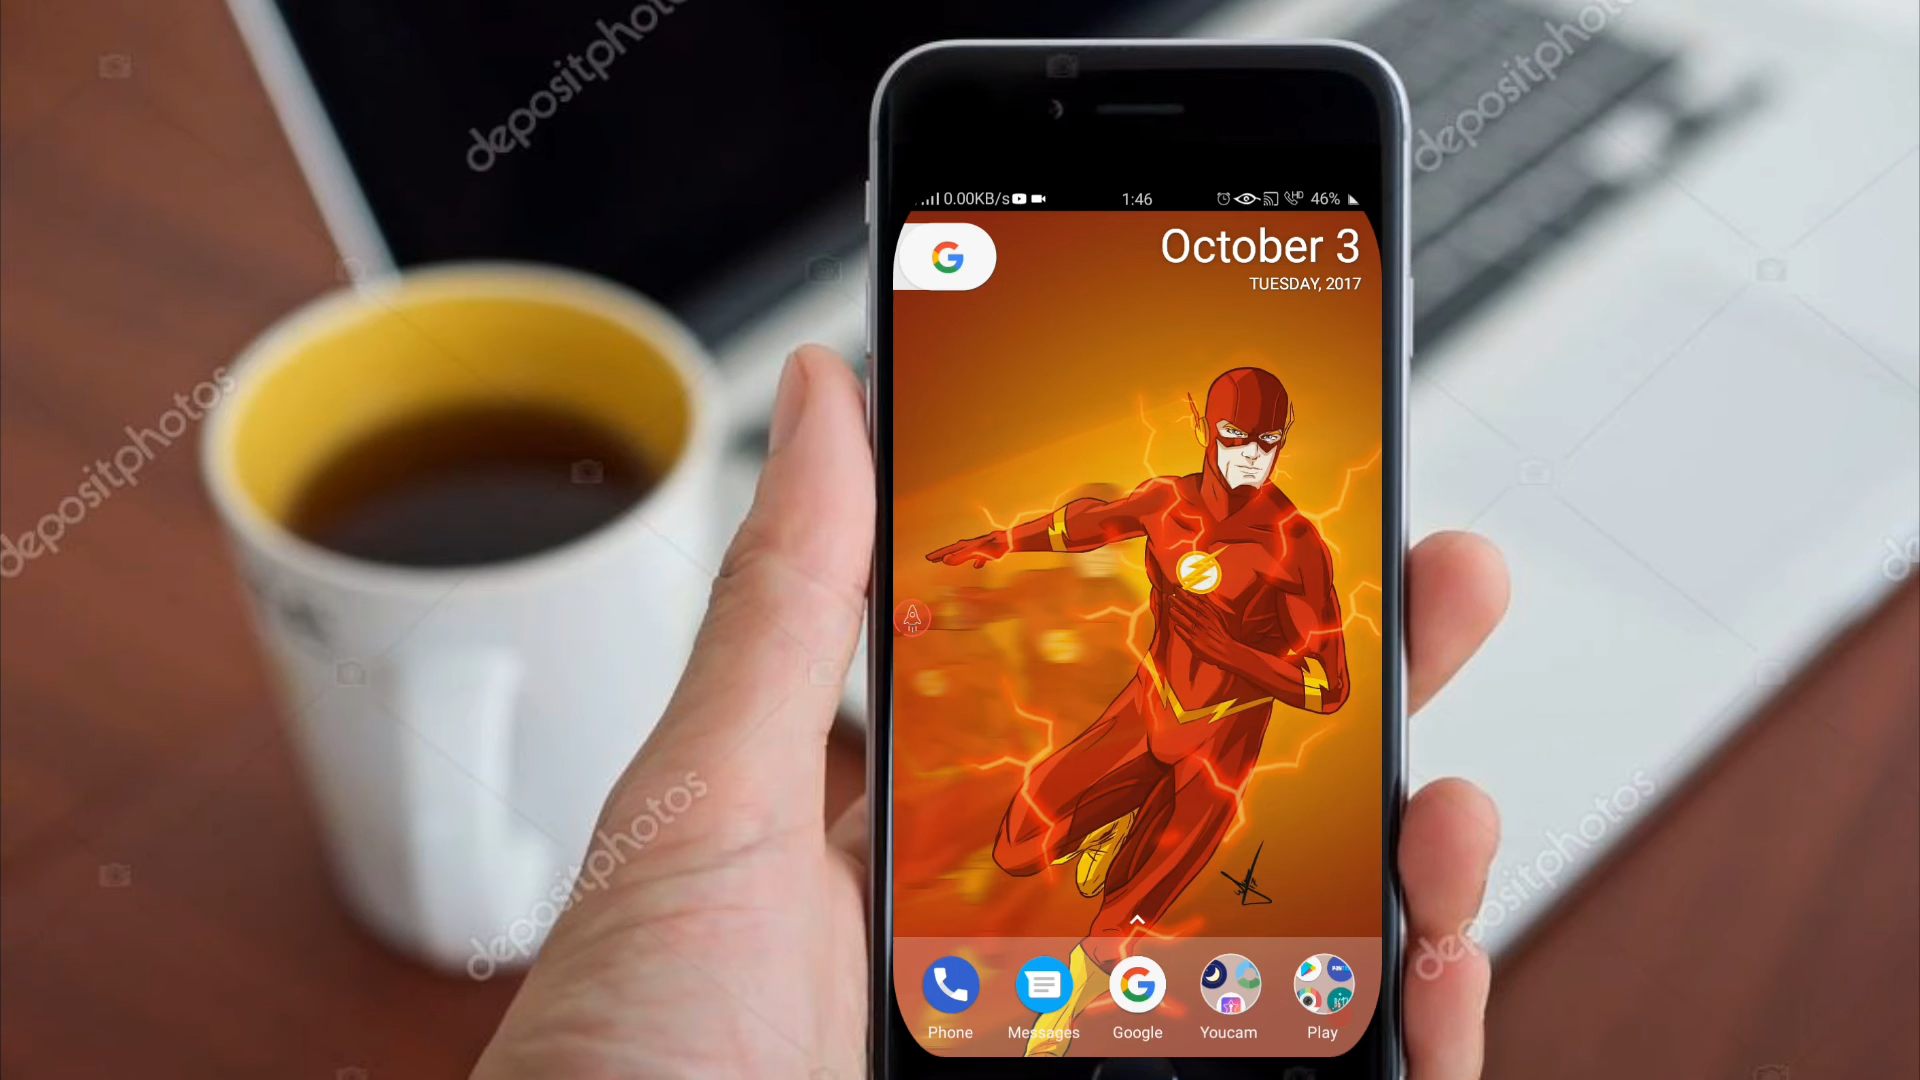 depositphotos
depositphotos
0.00KB/s
1:46
HD
46%
October 3
TUESDAY, 2017
depositphotos
Phone
Messages
Google
Youcam
Play
depositphotos
depositphotos